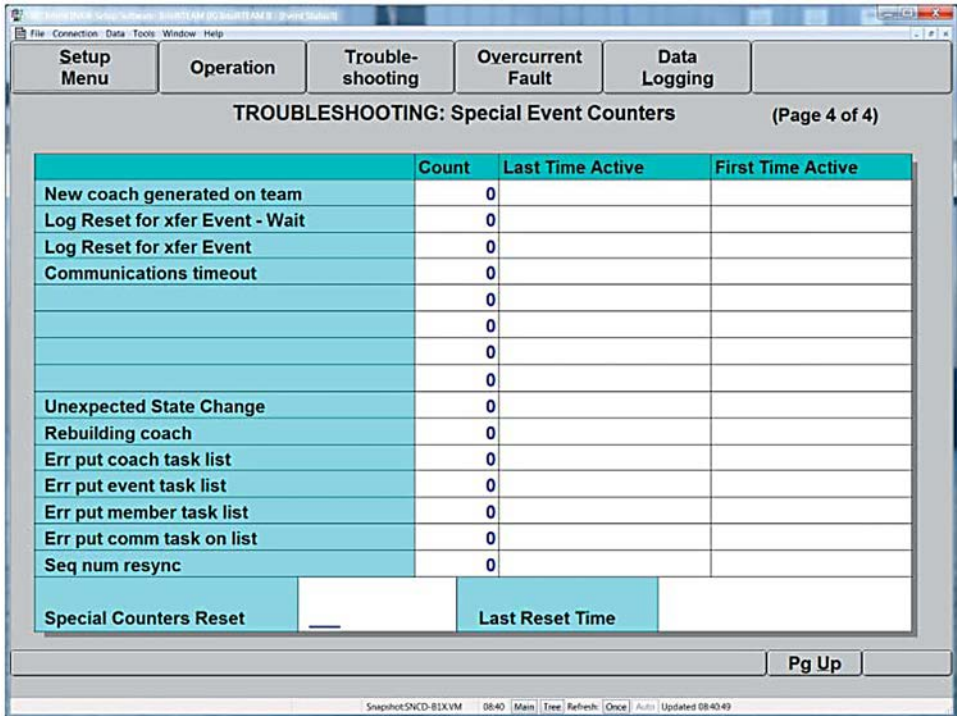 File Connection Data Tools Window Help
Setup Menu
Operation
Trouble-shooting
Overcurrent Fault
Data Logging
TROUBLESHOOTING: Special Event Counters (Page 4 of 4)
Count Last Time Active First Time Active
New coach generated on team 0
Log Reset for xfer Event - Wait 0
Log Reset for xfer Event 0
Communications timeout 0
0
0
0
0
Unexpected State Change 0
Rebuilding coach 0
Err put coach task list 0
Err put event task list 0
Err put member task list 0
Err put comm task on list 0
Seq num resync 0
Special Counters Reset Last Reset Time
Pg Up
Snapshot:SNCD-B1X.VM 08:40 Main Tree Refresh: Once Auto Updated 08:40:49